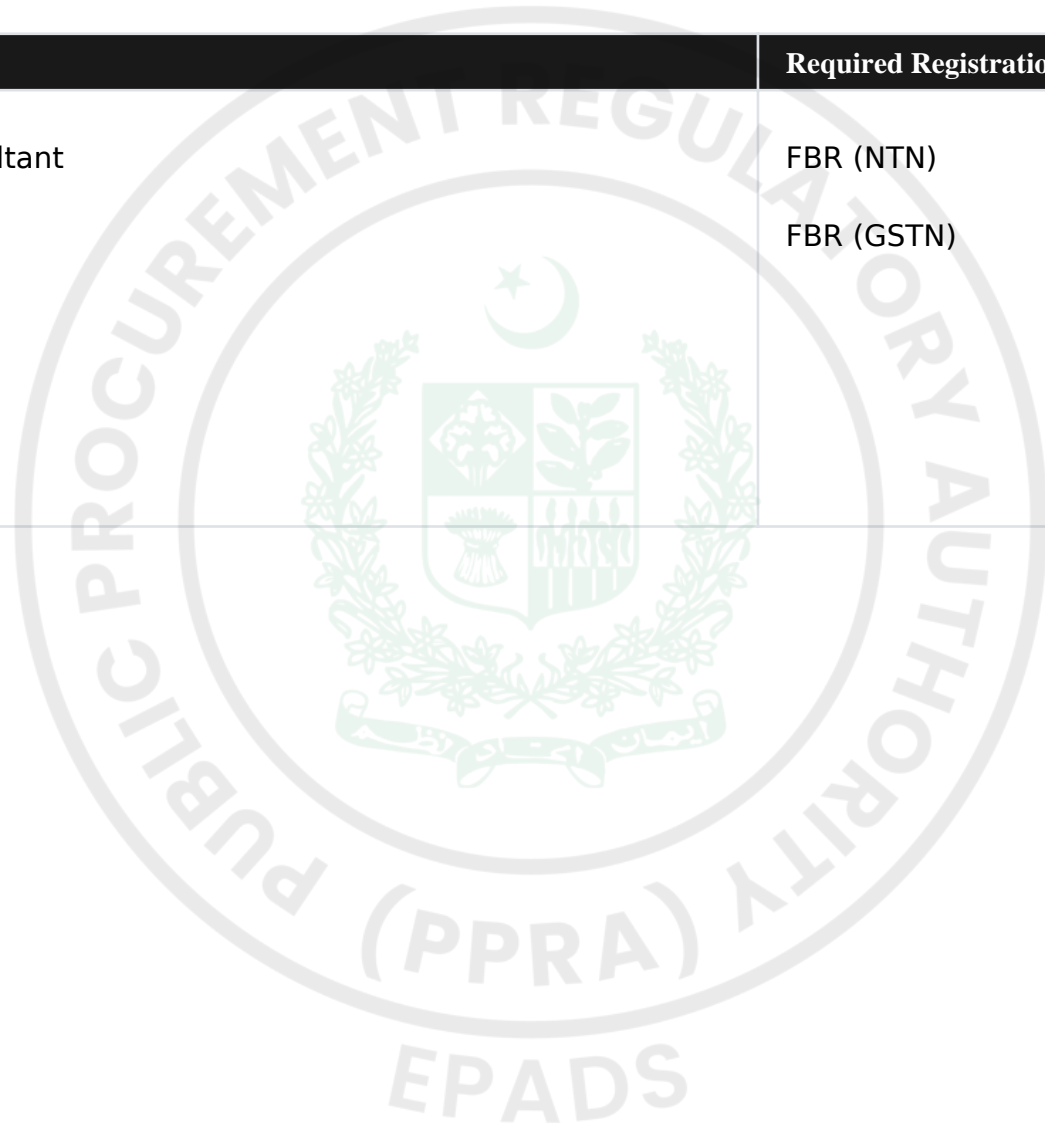 Required Registratio
ltant
FBR (NTN)
FBR (GSTN)
PUBLIC PROCUREMENT REGULATORY AUTHORITY
(PPRA)
EPADS